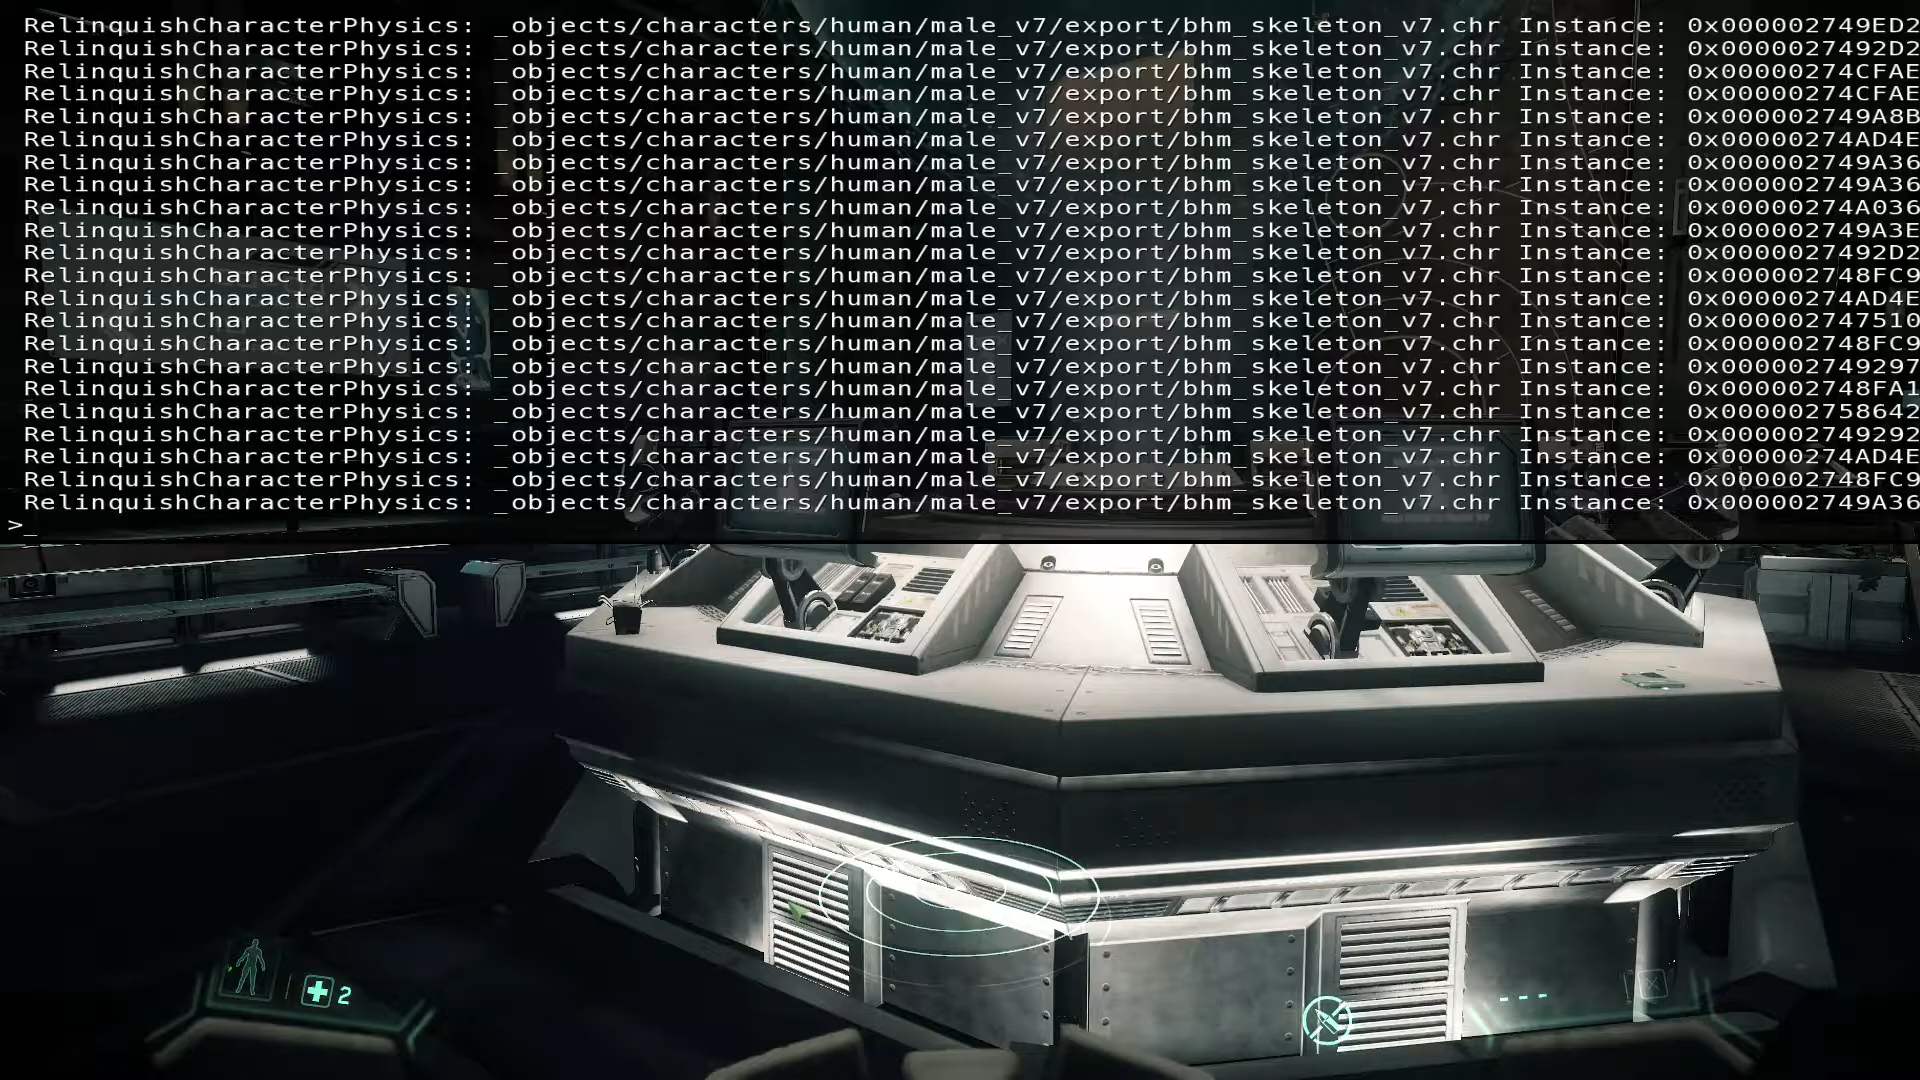 RelinquishCharacterPhysics: _objects/characters/human/male_v7/export/bhm_skeleton_v7.chr Instance: 0x000002749ED2
RelinquishCharacterPhysics: _objects/characters/human/male_v7/export/bhm_skeleton_v7.chr Instance: 0x0000027492D2
RelinquishCharacterPhysics: _objects/characters/human/male_v7/export/bhm_skeleton_v7.chr Instance: 0x00000274CFAE
RelinquishCharacterPhysics: _objects/characters/human/male_v7/export/bhm_skeleton_v7.chr Instance: 0x00000274CFAE
RelinquishCharacterPhysics: _objects/characters/human/male_v7/export/bhm_skeleton_v7.chr Instance: 0x000002749A8B
RelinquishCharacterPhysics: _objects/characters/human/male_v7/export/bhm_skeleton_v7.chr Instance: 0x00000274AD4E
RelinquishCharacterPhysics: _objects/characters/human/male_v7/export/bhm_skeleton_v7.chr Instance: 0x000002749A36
RelinquishCharacterPhysics: _objects/characters/human/male_v7/export/bhm_skeleton_v7.chr Instance: 0x000002749A36
RelinquishCharacterPhysics: _objects/characters/human/male_v7/export/bhm_skeleton_v7.chr Instance: 0x00000274A036
RelinquishCharacterPhysics: _objects/characters/human/male_v7/export/bhm_skeleton_v7.chr Instance: 0x000002749A3E
RelinquishCharacterPhysics: _objects/characters/human/male_v7/export/bhm_skeleton_v7.chr Instance: 0x0000027492D2
RelinquishCharacterPhysics: _objects/characters/human/male_v7/export/bhm_skeleton_v7.chr Instance: 0x000002748FC9
RelinquishCharacterPhysics: _objects/characters/human/male_v7/export/bhm_skeleton_v7.chr Instance: 0x00000274AD4E
RelinquishCharacterPhysics: _objects/characters/human/male_v7/export/bhm_skeleton_v7.chr Instance: 0x000002747510
RelinquishCharacterPhysics: _objects/characters/human/male_v7/export/bhm_skeleton_v7.chr Instance: 0x000002748FC9
RelinquishCharacterPhysics: _objects/characters/human/male_v7/export/bhm_skeleton_v7.chr Instance: 0x000002749297
RelinquishCharacterPhysics: _objects/characters/human/male_v7/export/bhm_skeleton_v7.chr Instance: 0x000002748FA1
RelinquishCharacterPhysics: _objects/characters/human/male_v7/export/bhm_skeleton_v7.chr Instance: 0x000002758642
RelinquishCharacterPhysics: _objects/characters/human/male_v7/export/bhm_skeleton_v7.chr Instance: 0x000002749292
RelinquishCharacterPhysics: _objects/characters/human/male_v7/export/bhm_skeleton_v7.chr Instance: 0x00000274AD4E
RelinquishCharacterPhysics: _objects/characters/human/male_v7/export/bhm_skeleton_v7.chr Instance: 0x000002748FC9
RelinquishCharacterPhysics: _objects/characters/human/male_v7/export/bhm_skeleton_v7.chr Instance: 0x000002749A36
>_
2
---